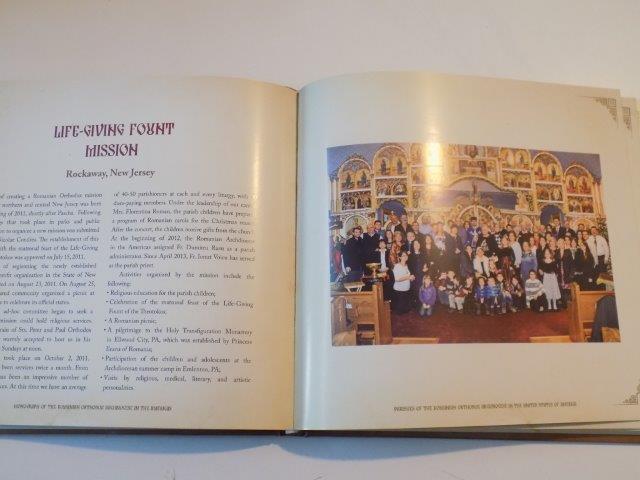 LIFE-GIVING FOUNT
MISSION
Rockaway, New Jersey
of creating a Romanian Orthodox mission
northern and central New Jersey was born
of 2011, shortly after Pascha. Following
that took place in parks and public
to organize a new mission was submitted
Nicolae Condrea. The establishment of this
with the maternal feast of the Life-Giving
was approved on July 15, 2011.
of registering the newly established
organization in the State of New
on August 23, 2011. On August 25,
community organized a picnic at
to celebrate its official status.
ad-hoc committee began to seek a
mission could hold religious services.
of Sts. Peter and Paul Orthodox
warmly accepted to host us in his
Sundays at noon.
took place on October 2, 2011.
been services twice a month. From
been an impressive number of
At this time we have an average
of 40-50 parishioners at each and every liturgy, with
dues-paying members. Under the leadership of our
Mrs. Florentina Roman, the parish children have
a program of Romanian carols for the Christmas
After the concert, the children receive gifts from the church.
At the beginning of 2012, the Romanian Archdiocese
in the Americas assigned Fr. Dumitru Rusu as a parish
administrator. Since April 2013, Fr. Ionut Voicu has served
as the parish priest.
Activities organized by the mission include the
following:
• Religious education for the parish children;
• Celebration of the maternal feast of the Life-Giving
Fount of the Theotokos;
• A Romanian picnic;
• A pilgrimage to the Holy Transfiguration Monastery
in Ellwood City, PA, which was established by Princess
Ileana of Romania;
• Participation of the children and adolescents at the
Archdiocesan summer camp in Emlenton, PA;
• Visits by religious, medical, literary, and artistic
personalities.
MONOGRAPH OF THE ROMANIAN ORTHODOX ARCHDIOCESE IN THE AMERICAS
PARISHES OF THE ROMANIAN ORTHODOX ARCHDIOCESE IN THE UNITED STATES OF AMERICA